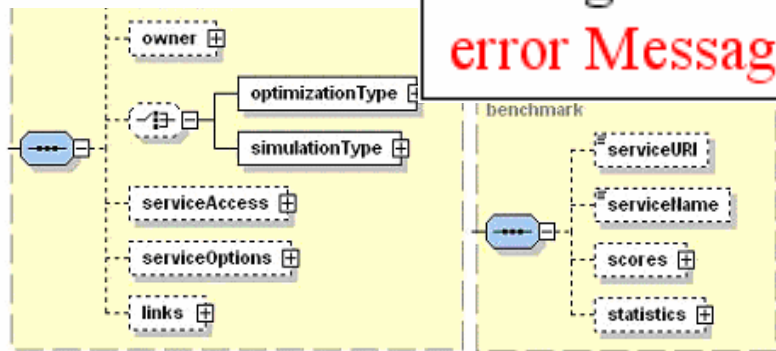 owner
error Messag
optimizationType
benchmark
simulationType
serviceURI
serviceAccess
serviceName
serviceOptions
scores
links
statistics